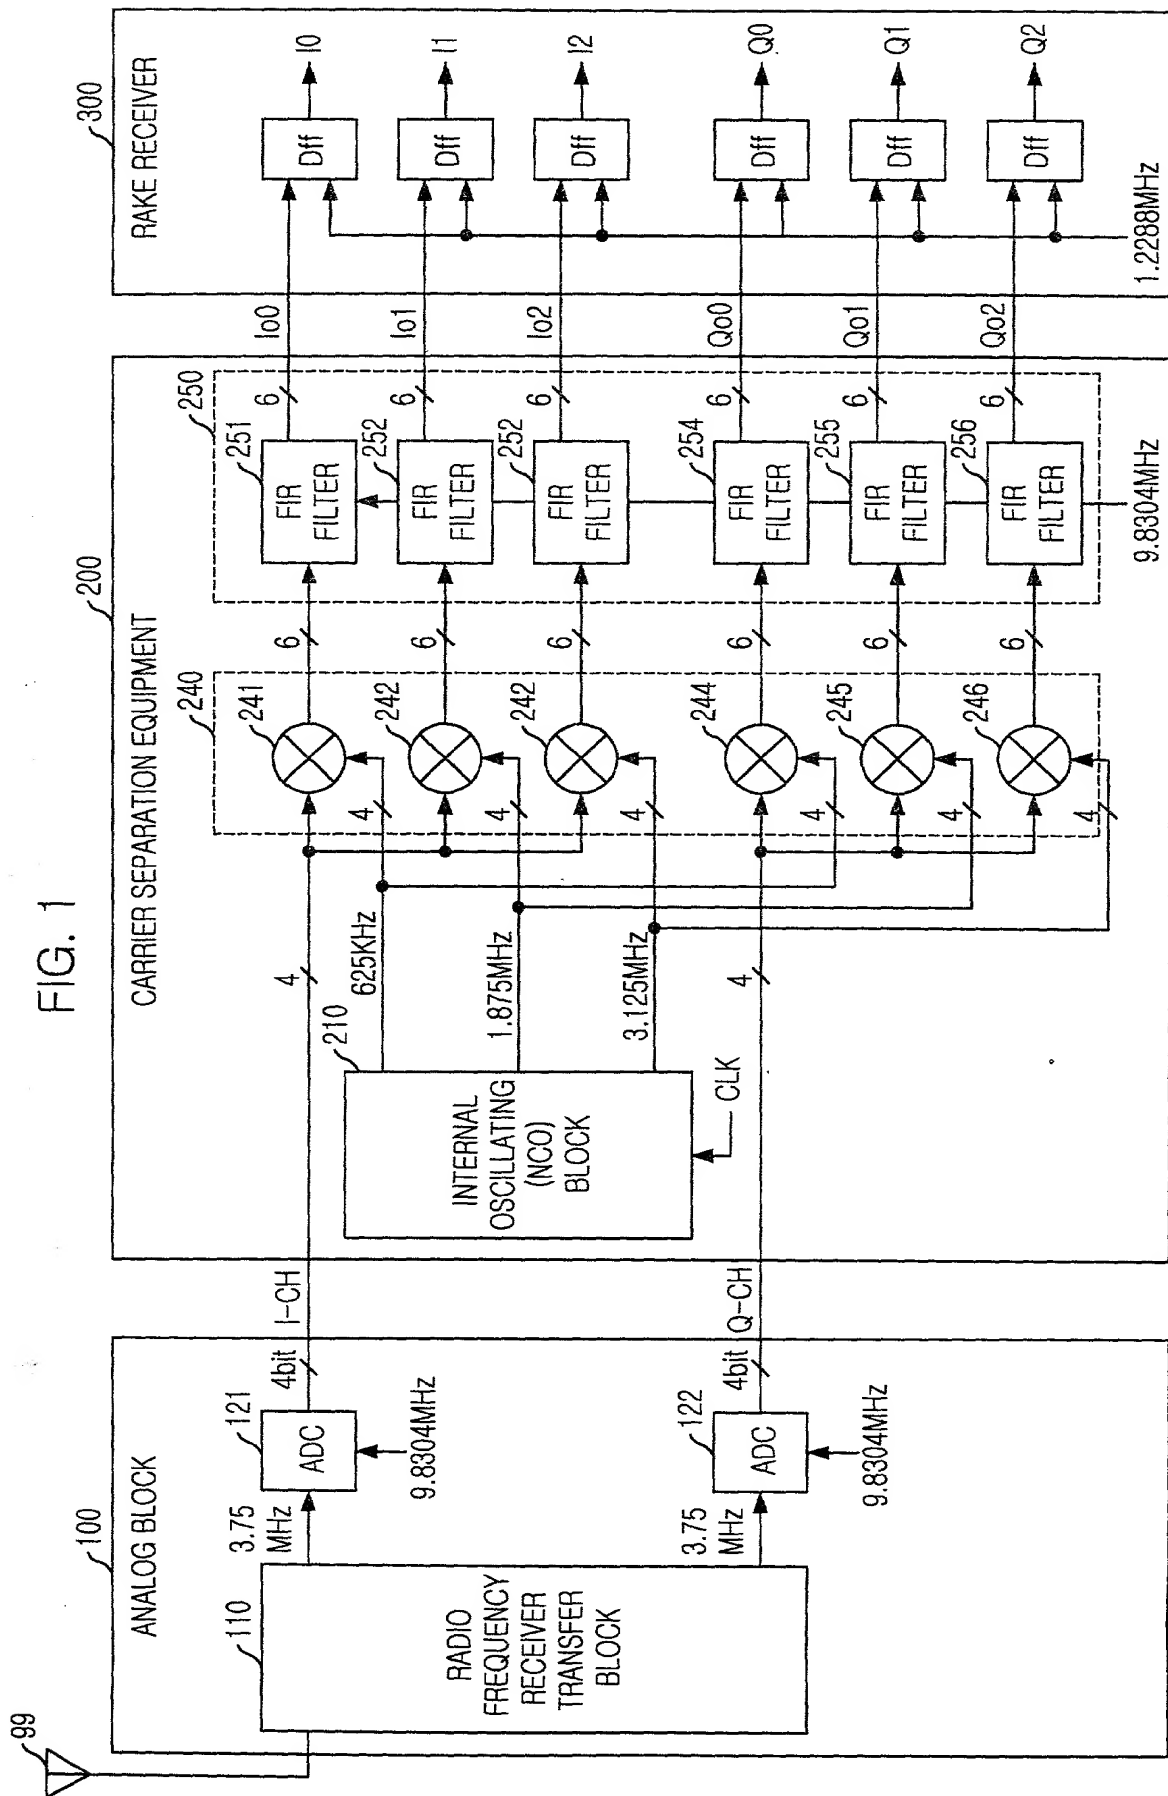 FIG. 1
99
100
ANALOG BLOCK
110
RADIO
FREQUENCY
RECEIVER
TRANSFER
BLOCK
3.75
MHz
121
ADC
9.8304MHz
4bit
I-CH
3.75
MHz
122
ADC
9.8304MHz
4bit
Q-CH
200
CARRIER SEPARATION EQUIPMENT
210
INTERNAL
OSCILLATING
(NCO)
BLOCK
CLK
4
625KHz
1.875MHz
3.125MHz
4
240
241
4
242
4
242
4
244
4
245
4
246
4
6
6
6
6
6
6
250
251
FIR
FILTER
252
FIR
FILTER
252
FIR
FILTER
254
FIR
FILTER
255
FIR
FILTER
256
FIR
FILTER
9.8304MHz
6
6
6
6
6
6
Io0
Io1
Io2
Qo0
Qo1
Qo2
300
RAKE RECEIVER
Dff
I0
Dff
I1
Dff
I2
Dff
Q0
Dff
Q1
Dff
Q2
1.2288MHz